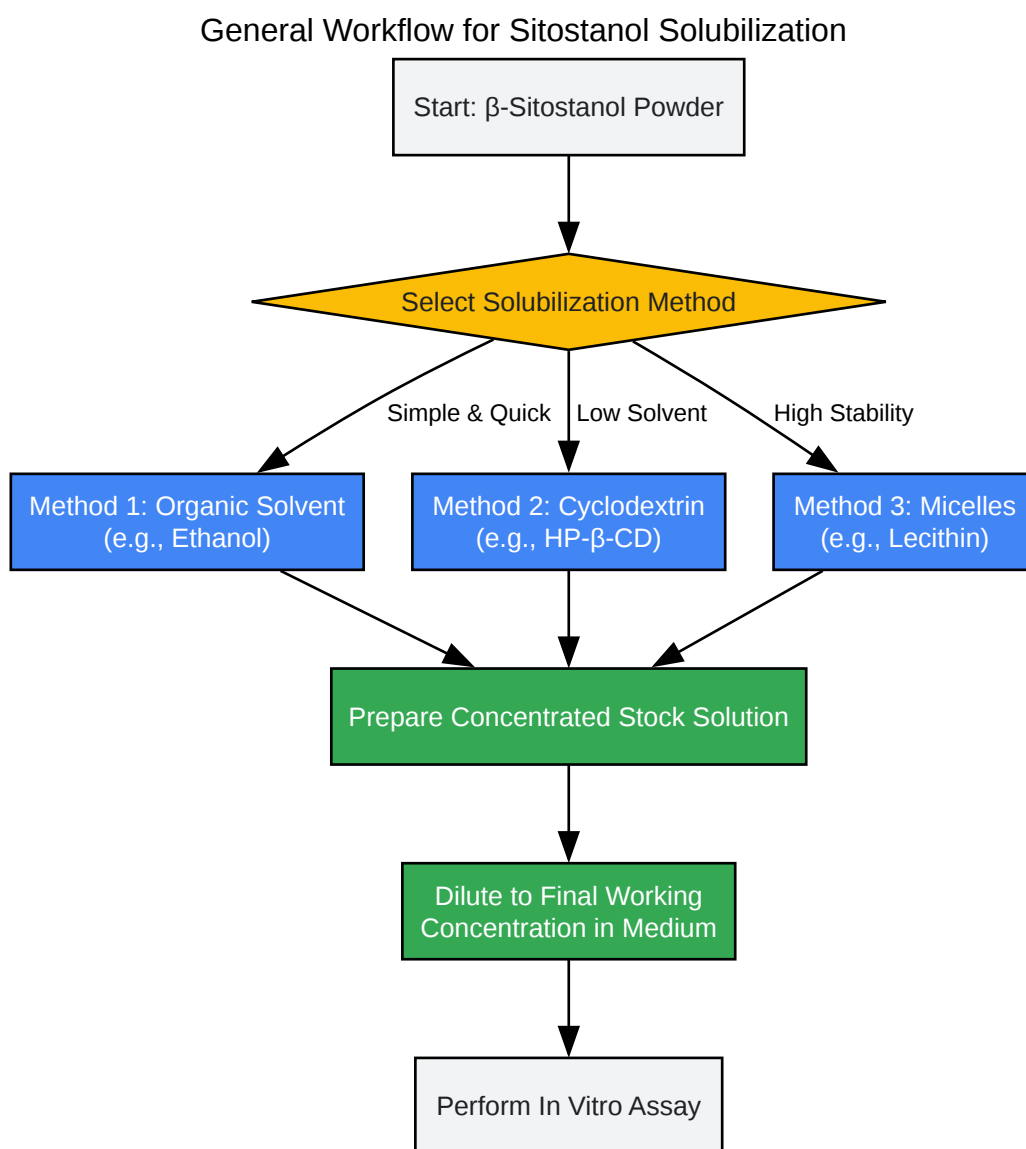 General Workflow for Sitostanol Solubilization
Start: β-Sitostanol Powder
Select Solubilization Method
Simple & Quick
Low Solvent
High Stability
Method 1: Organic Solvent
(e.g., Ethanol)
Method 2: Cyclodextrin
(e.g., HP-β-CD)
Method 3: Micelles
(e.g., Lecithin)
Prepare Concentrated Stock Solution
Dilute to Final Working
Concentration in Medium
Perform In Vitro Assay